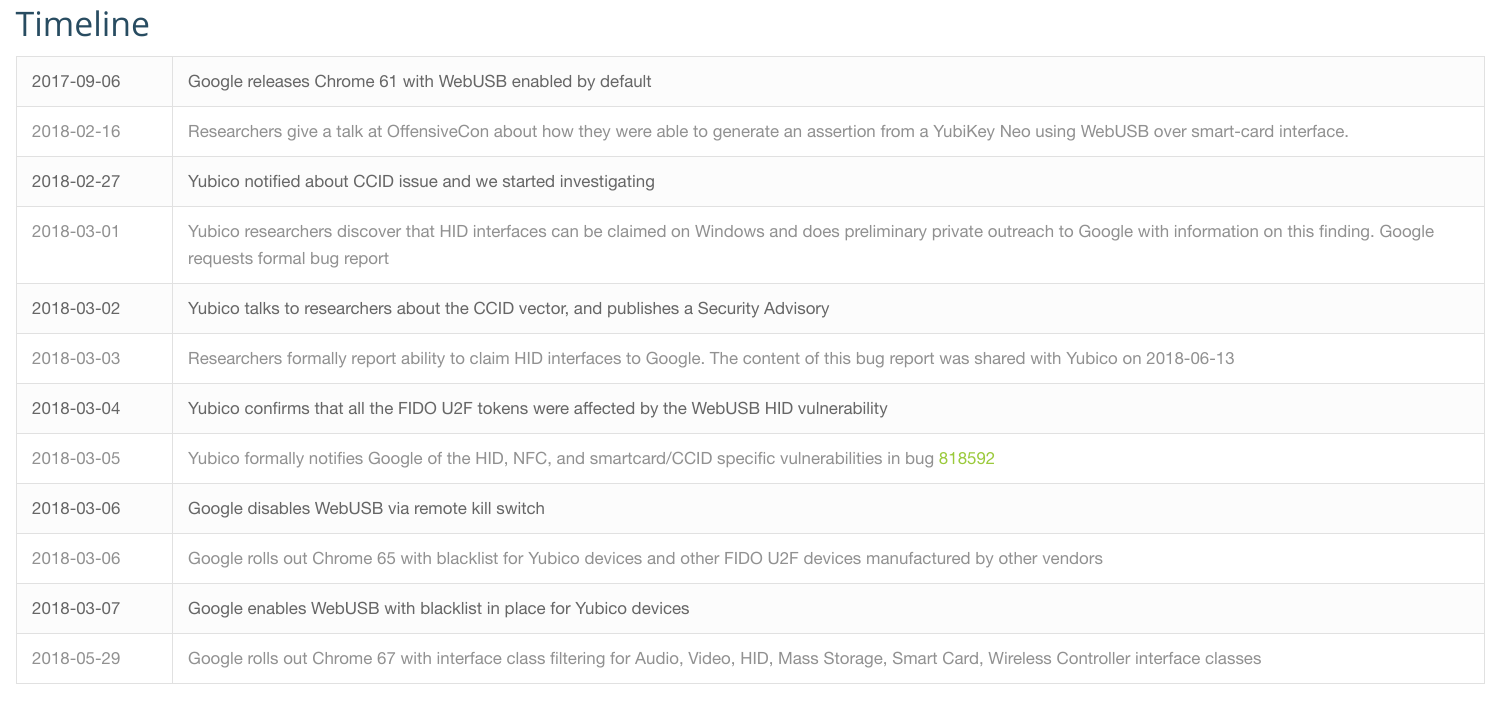 Timeline
2017-09-06 Google releases Chrome 61 with WebUSB enabled by default
2018-02-16 Researchers give a talk at OffensiveCon about how they were able to generate an assertion from a YubiKey Neo using WebUSB over smart-card interface.
2018-02-27 Yubico notified about CCID issue and we started investigating
2018-03-01 Yubico researchers discover that HID interfaces can be claimed on Windows and does preliminary private outreach to Google with information on this finding. Google
requests formal bug report
2018-03-02 Yubico talks to researchers about the CCID vector, and publishes a Security Advisory
2018-03-03 Researchers formally report ability to claim HID interfaces to Google. The content of this bug report was shared with Yubico on 2018-06-13
2018-03-04 Yubico confirms that all the FIDO U2F tokens were affected by the WebUSB HID vulnerability
2018-03-05 Yubico formally notifies Google of the HID, NFC, and smartcard/CCID specific vulnerabilities in bug 818592
2018-03-06 Google disables WebUSB via remote kill switch
2018-03-06 Google rolls out Chrome 65 with blacklist for Yubico devices and other FIDO U2F devices manufactured by other vendors
2018-03-07 Google enables WebUSB with blacklist in place for Yubico devices
2018-05-29 Google rolls out Chrome 67 with interface class filtering for Audio, Video, HID, Mass Storage, Smart Card, Wireless Controller interface classes